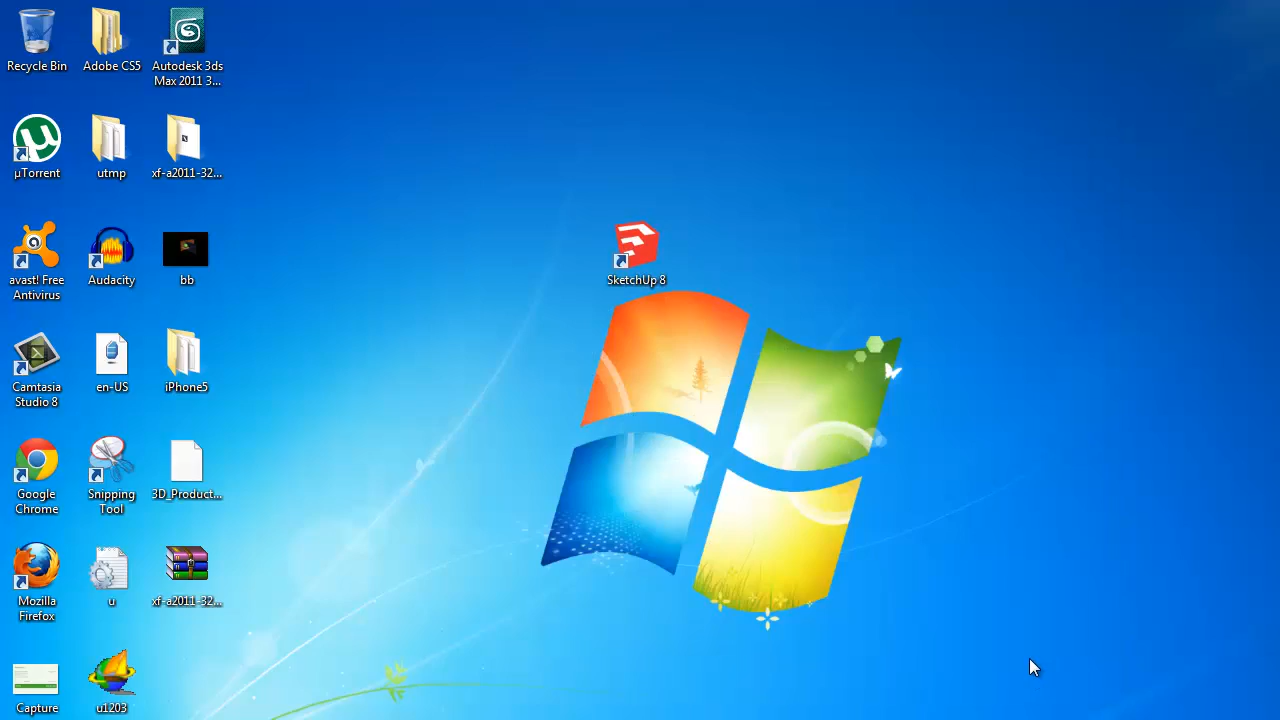 Recycle Bin
Adobe CS5
Autodesk 3ds
Max 2011 3...
µTorrent
utmp
xf-a2011-32...
avast! Free
Antivirus
Audacity
bb
SketchUp 8
Camtasia
Studio 8
en-US
iPhone5
Google
Chrome
Snipping
Tool
3D_Product...
Mozilla
Firefox
u
xf-a2011-32...
Capture
u1203